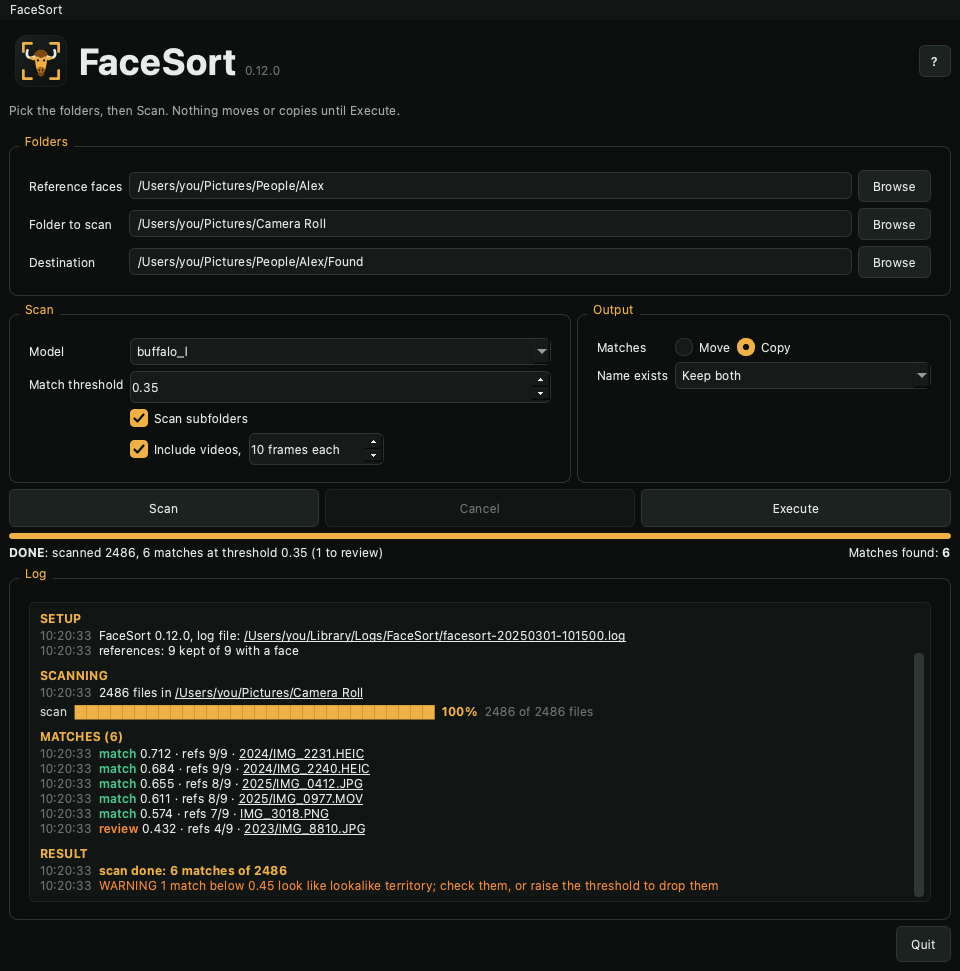 FaceSort
FaceSort 0.12.0
?
Pick the folders, then Scan. Nothing moves or copies until Execute.
Folders
Reference faces /Users/you/Pictures/People/Alex Browse
Folder to scan /Users/you/Pictures/Camera Roll Browse
Destination /Users/you/Pictures/People/Alex/Found Browse
Scan
Model buffalo_l
Match threshold 0.35
Scan subfolders
Include videos, 10 frames each
Output
Matches Move Copy
Name exists Keep both
Scan Cancel Execute
DONE: scanned 2486, 6 matches at threshold 0.35 (1 to review) Matches found: 6
Log
SETUP
10:20:33 FaceSort 0.12.0, log file: /Users/you/Library/Logs/FaceSort/facesort-20250301-101500.log
10:20:33 references: 9 kept of 9 with a face
SCANNING
10:20:33 2486 files in /Users/you/Pictures/Camera Roll
scan 100% 2486 of 2486 files
MATCHES (6)
10:20:33 match 0.712 · refs 9/9 · 2024/IMG_2231.HEIC
10:20:33 match 0.684 · refs 9/9 · 2024/IMG_2240.HEIC
10:20:33 match 0.655 · refs 8/9 · 2025/IMG_0412.JPG
10:20:33 match 0.611 · refs 8/9 · 2025/IMG_0977.MOV
10:20:33 match 0.574 · refs 7/9 · IMG_3018.PNG
10:20:33 review 0.432 · refs 4/9 · 2023/IMG_8810.JPG
RESULT
10:20:33 scan done: 6 matches of 2486
10:20:33 WARNING 1 match below 0.45 look like lookalike territory; check them, or raise the threshold to drop them
Quit